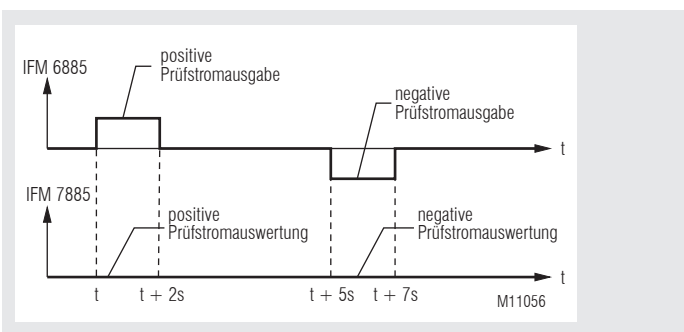 positive
Prüfstromausgabe
IFM 6885
negative
Prüfstromausgabe
t
IFM 7885
positive
Prüfstromauswertung
negative
Prüfstromauswertung
t
t
t + 2s
t + 5s
t + 7s
M11056